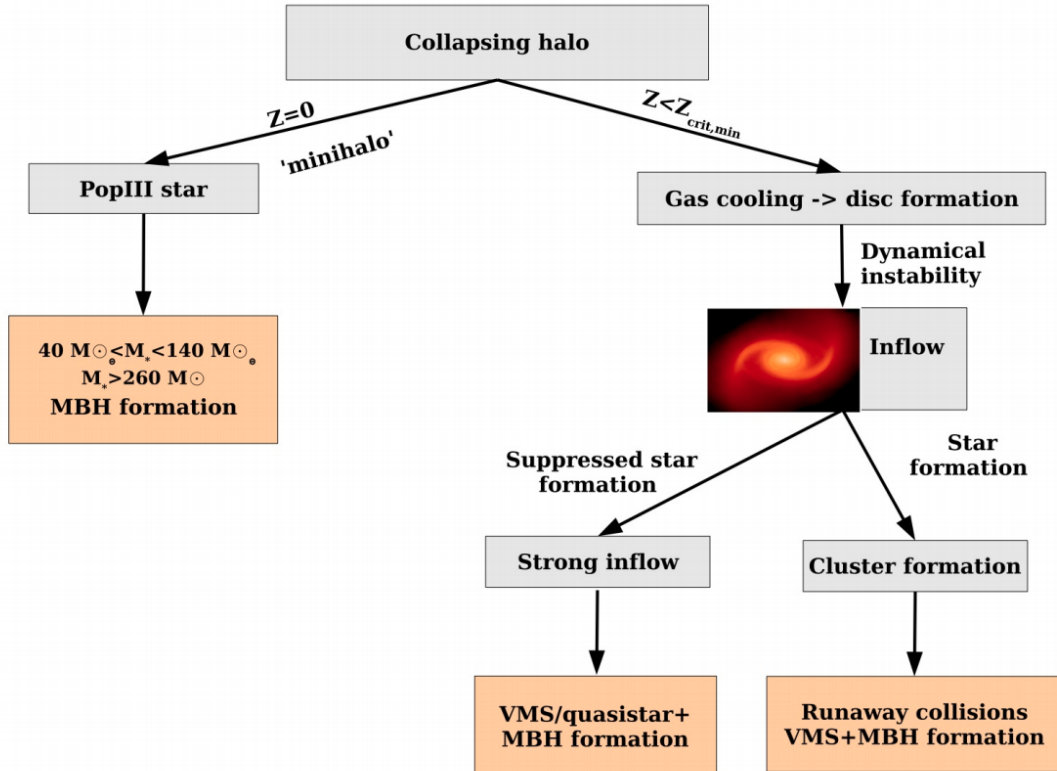 Collapsing halo
Z=0
'minihalo'
Z<Z_crit,min
PopIII star
Gas cooling -> disc formation
Dynamical
instability
40 M☉<M*<140 M☉
M*>260 M☉
MBH formation
Inflow
Suppressed star
formation
Star
formation
Strong inflow
Cluster formation
VMS/quasistar+
MBH formation
Runaway collisions
VMS+MBH formation